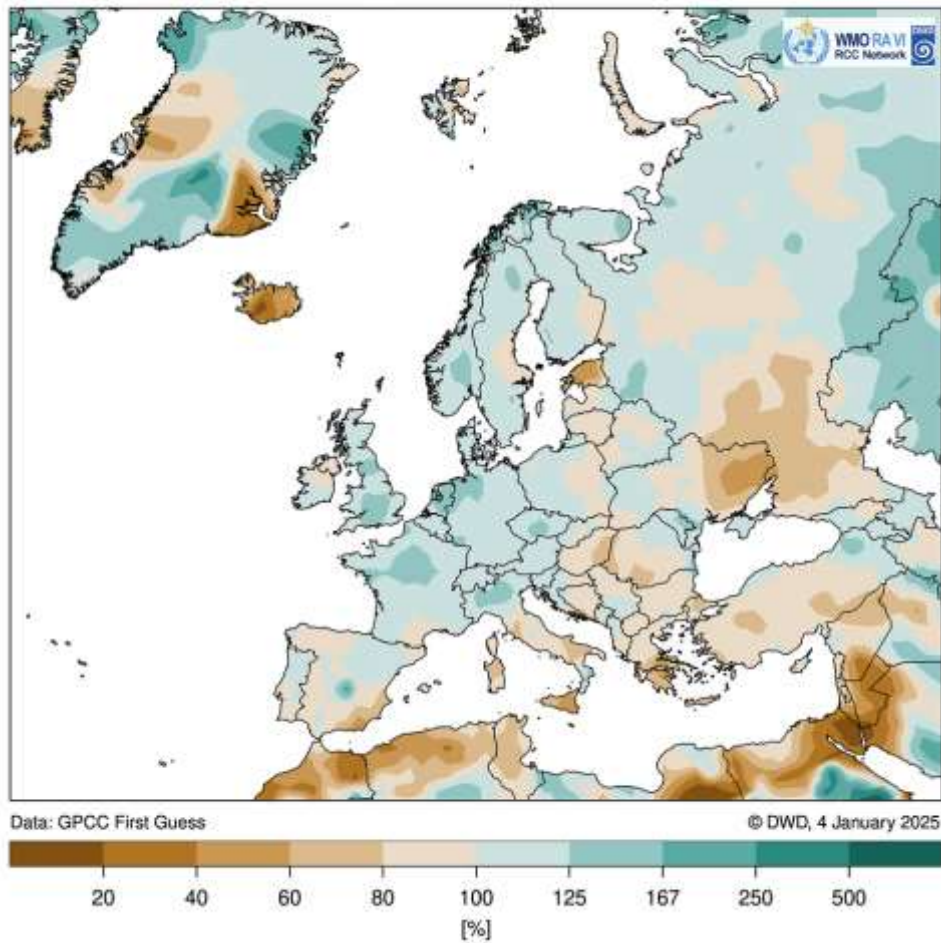 WMO RA VI
RCC Network
DWD
Data: GPCC First Guess
© DWD, 4 January 2025
20 40 60 80 100 125 167 250 500
[%]